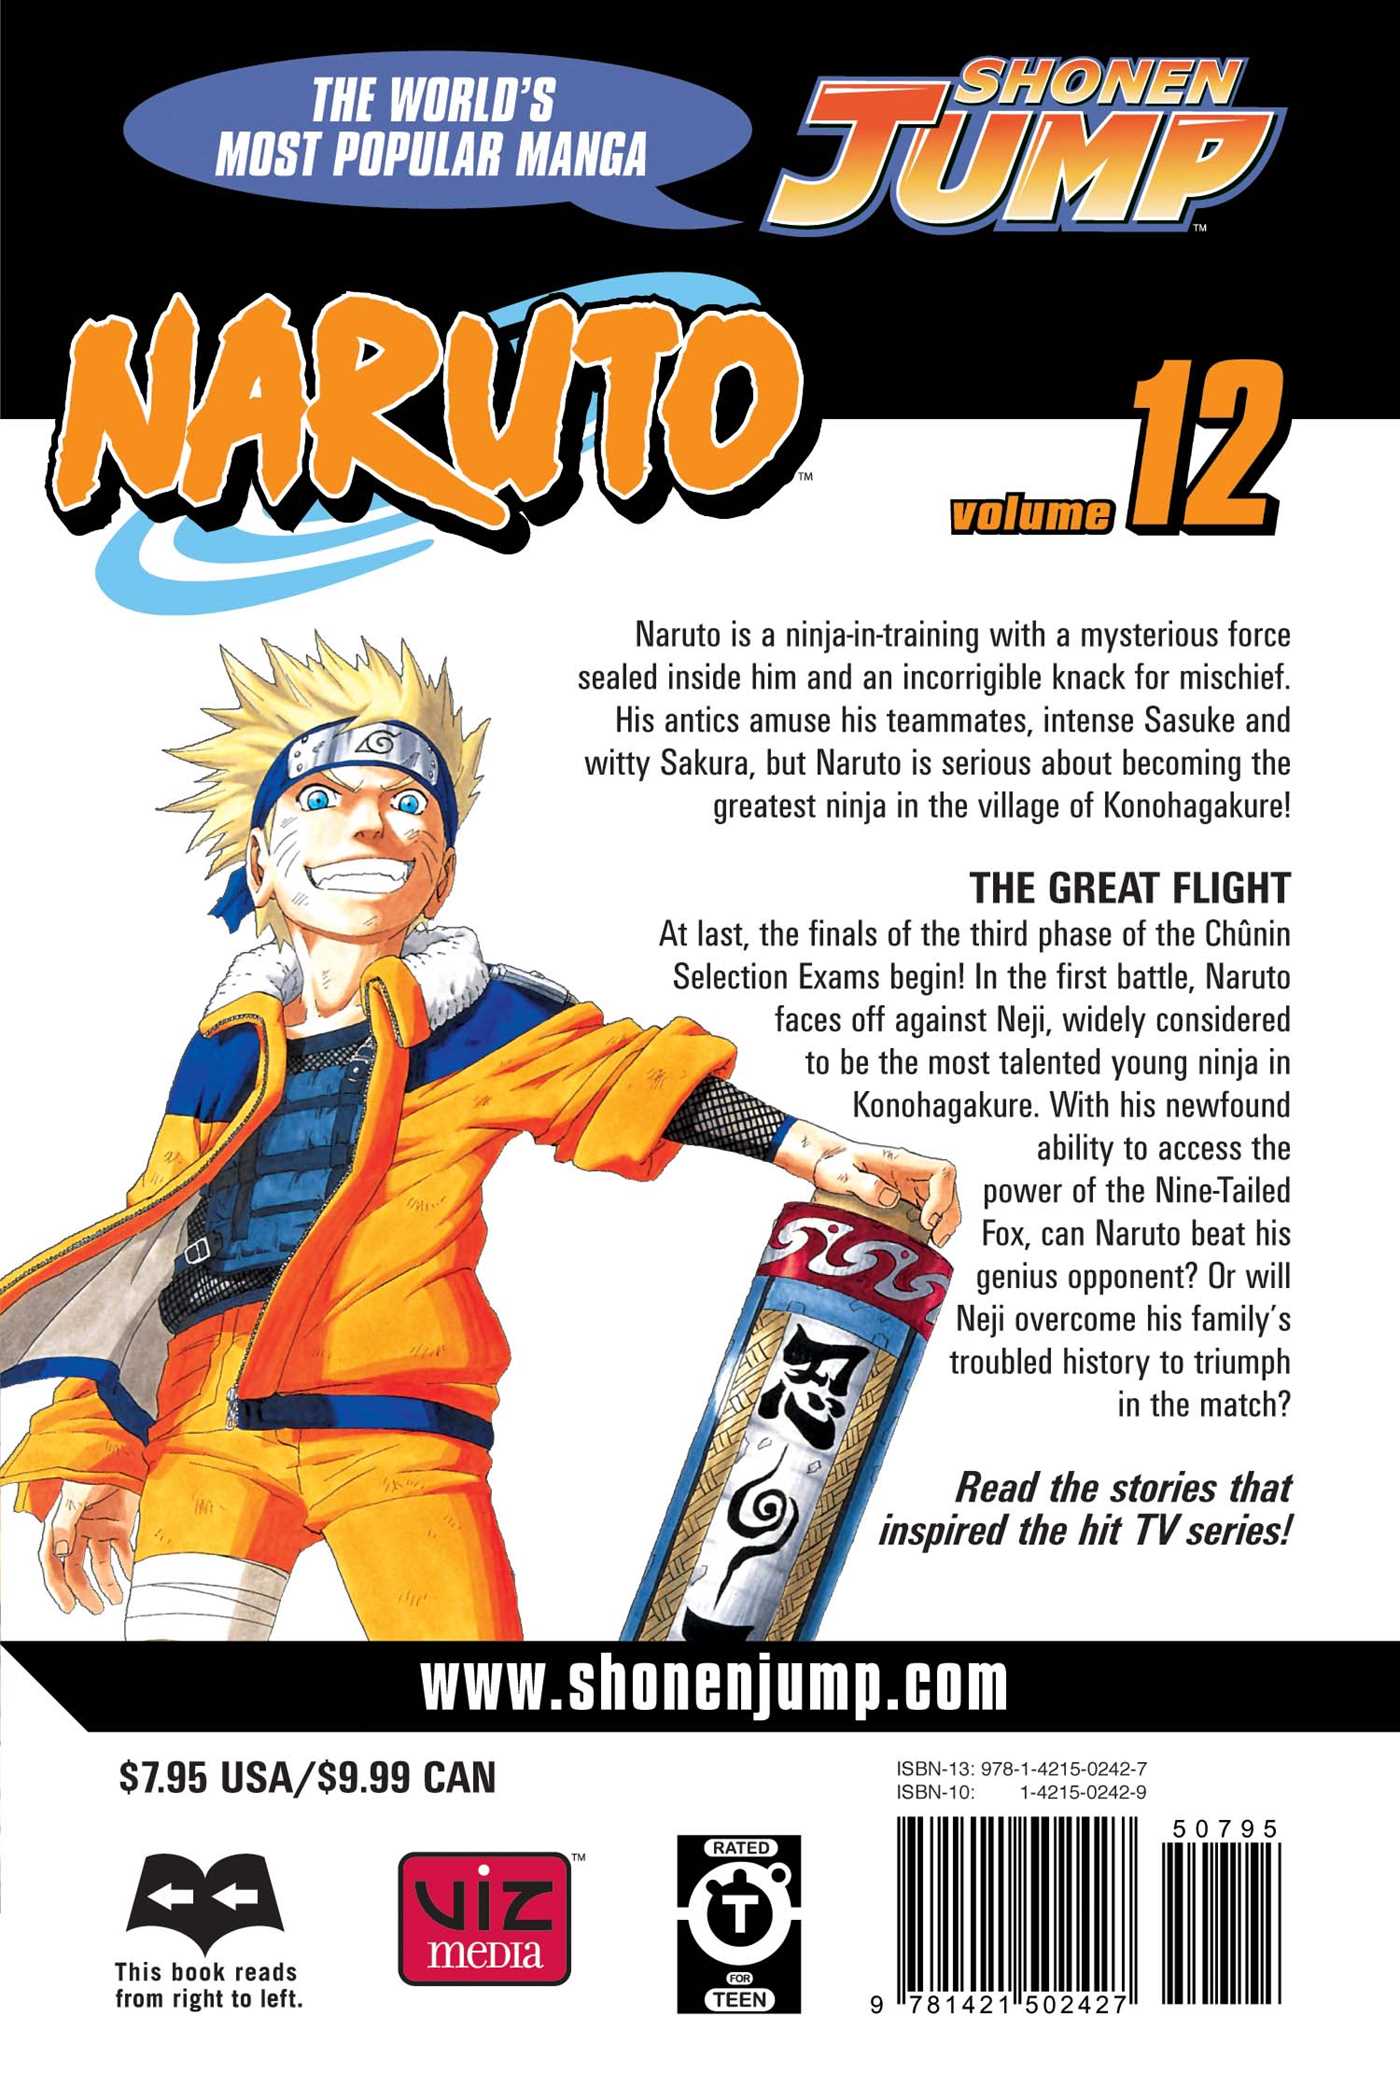 THE WORLD'S
MOST POPULAR MANGA
SHONEN
JUMP
™
NARUTO
™
volume 12
Naruto is a ninja-in-training with a mysterious force
sealed inside him and an incorrigible knack for mischief.
His antics amuse his teammates, intense Sasuke and
witty Sakura, but Naruto is serious about becoming the
greatest ninja in the village of Konohagakure!
THE GREAT FLIGHT
At last, the finals of the third phase of the Chûnin
Selection Exams begin! In the first battle, Naruto
faces off against Neji, widely considered
to be the most talented young ninja in
Konohagakure. With his newfound
ability to access the
power of the Nine-Tailed
Fox, can Naruto beat his
genius opponent? Or will
Neji overcome his family's
troubled history to triumph
in the match?
忍
Read the stories that
inspired the hit TV series!
www.shonenjump.com
$7.95 USA/$9.99 CAN
ISBN-13: 978-1-4215-0242-7
ISBN-10: 1-4215-0242-9
50795
9 781421 502427
This book reads
from right to left.
VIZ
MEDIA
™
RATED
T
FOR
TEEN